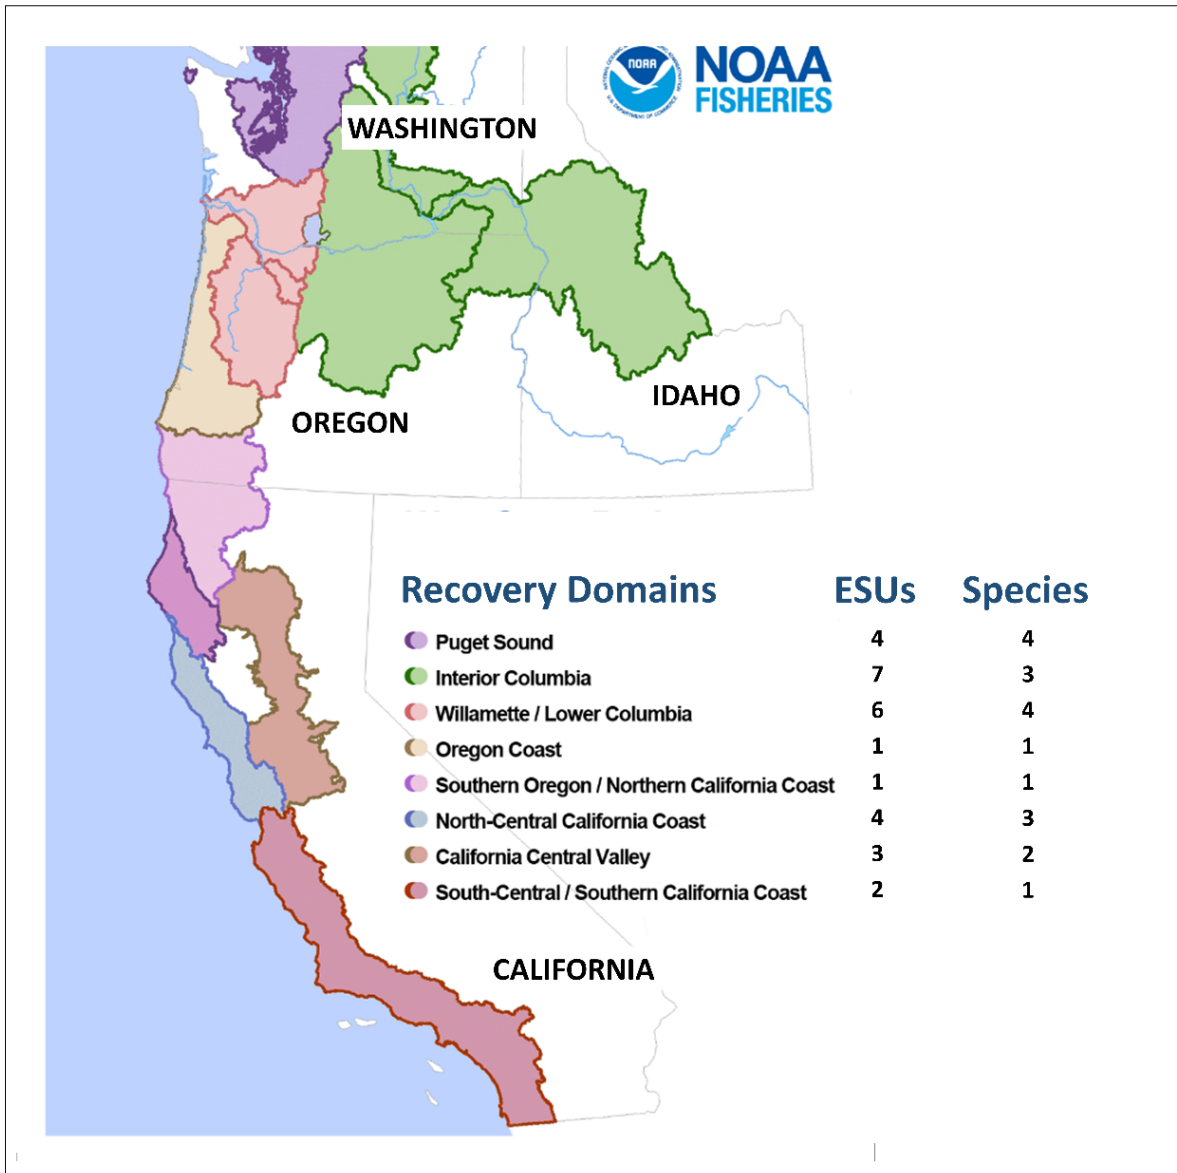 NOAA
NOAA
FISHERIES
WASHINGTON
IDAHO
OREGON
Recovery Domains ESUs Species
Puget Sound 4 4
Interior Columbia 7 3
Willamette / Lower Columbia 6 4
Oregon Coast 1 1
Southern Oregon / Northern California Coast 1 1
North-Central California Coast 4 3
California Central Valley 3 2
South-Central / Southern California Coast 2 1
CALIFORNIA